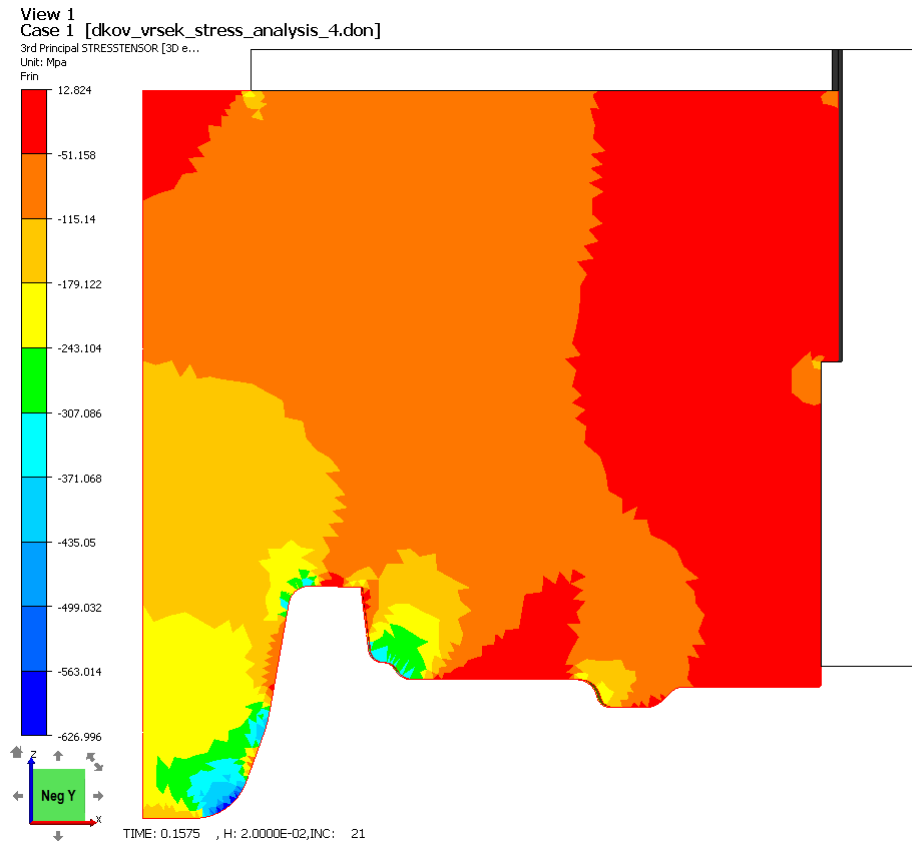 View 1
Case 1 [dkov_vrsek_stress_analysis_4.don]
3rd Principal STRESSTENSOR [3D e...
Unit: Mpa
Frin
12.824
-51.158
-115.14
-179.122
-243.104
-307.086
-371.068
-435.05
-499.032
-563.014
-626.996
Z
Neg Y
X
TIME: 0.1575 , H: 2.0000E-02,INC: 21